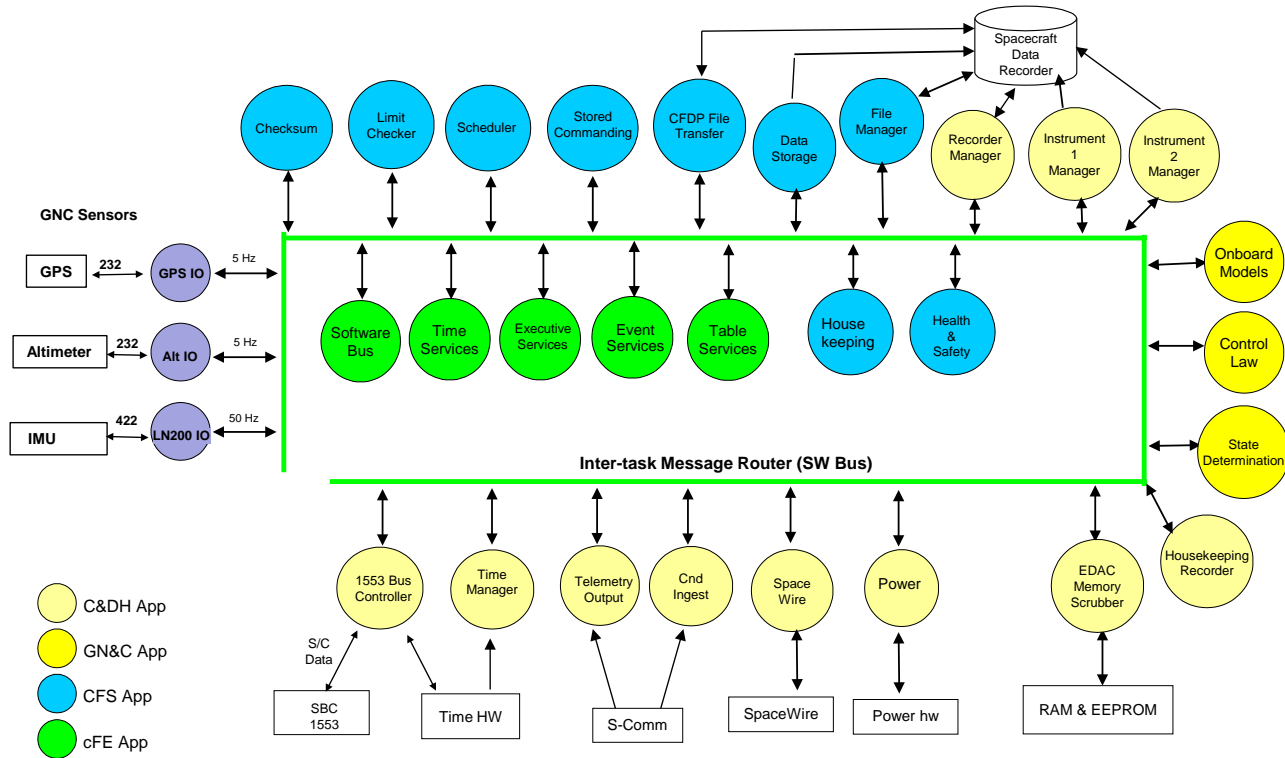 Spacecraft
Data
Recorder
Checksum
Limit
Checker
Scheduler
Stored
Commanding
CFDP File
Transfer
Data
Storage
File
Manager
Recorder
Manager
Instrument
1
Manager
Instrument
2
Manager
GNC Sensors
GPS
232
GPS IO
5 Hz
Altimeter
232
Alt IO
5 Hz
IMU
422
LN200 IO
50 Hz
Software
Bus
Time
Services
Executive
Services
Event
Services
Table
Services
House
keeping
Health
&
Safety
Onboard
Models
Control
Law
State
Determination
Inter-task Message Router (SW Bus)
1553 Bus
Controller
Time
Manager
Telemetry
Output
Cnd
Ingest
Space
Wire
Power
EDAC
Memory
Scrubber
Housekeeping
Recorder
S/C
Data
SBC
1553
Time HW
S-Comm
SpaceWire
Power hw
RAM & EEPROM
C&DH App
GN&C App
CFS App
cFE App